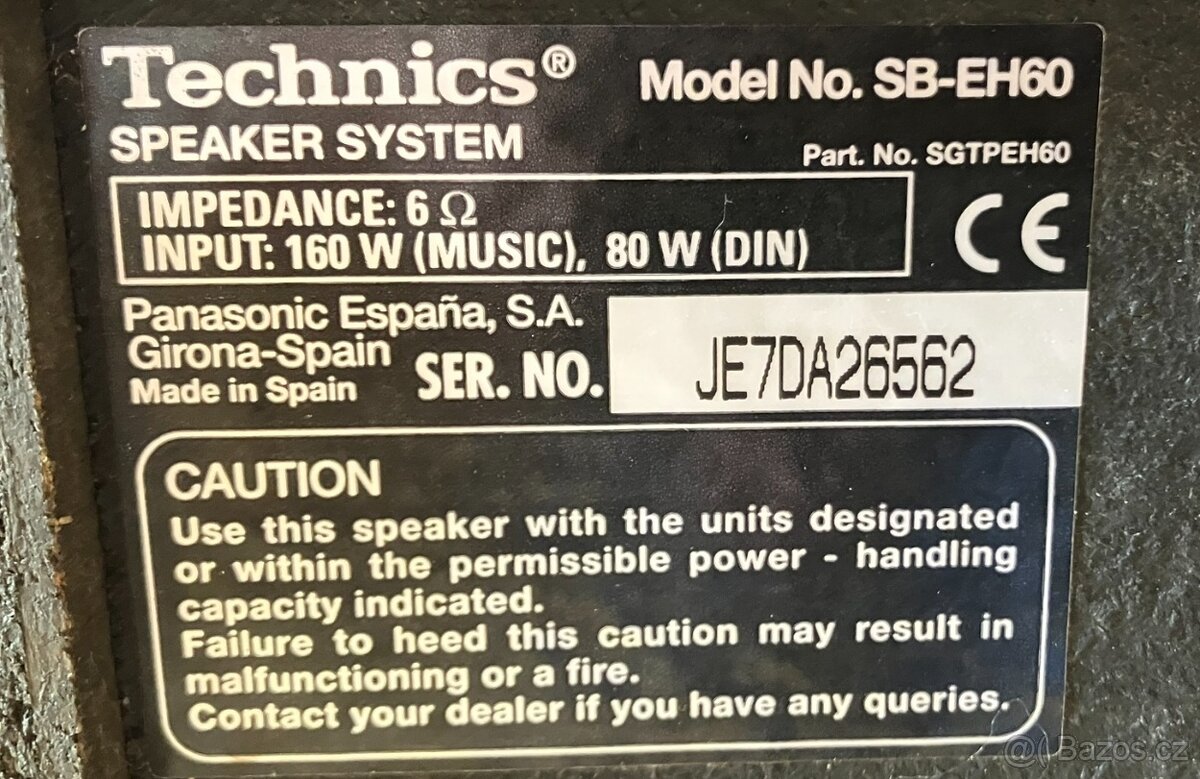 Technics®
Model No. SB-EH60
SPEAKER SYSTEM
Part. No. SGTPEH60
IMPEDANCE: 6 Ω
INPUT: 160 W (MUSIC), 80 W (DIN)
CE
Panasonic España, S.A.
Girona-Spain
Made in Spain
SER. NO.
JE7DA26562
CAUTION
Use this speaker with the units designated
or within the permissible power - handling
capacity indicated.
Failure to heed this caution may result in
malfunctioning or a fire.
Contact your dealer if you have any queries.
Bazos.cz